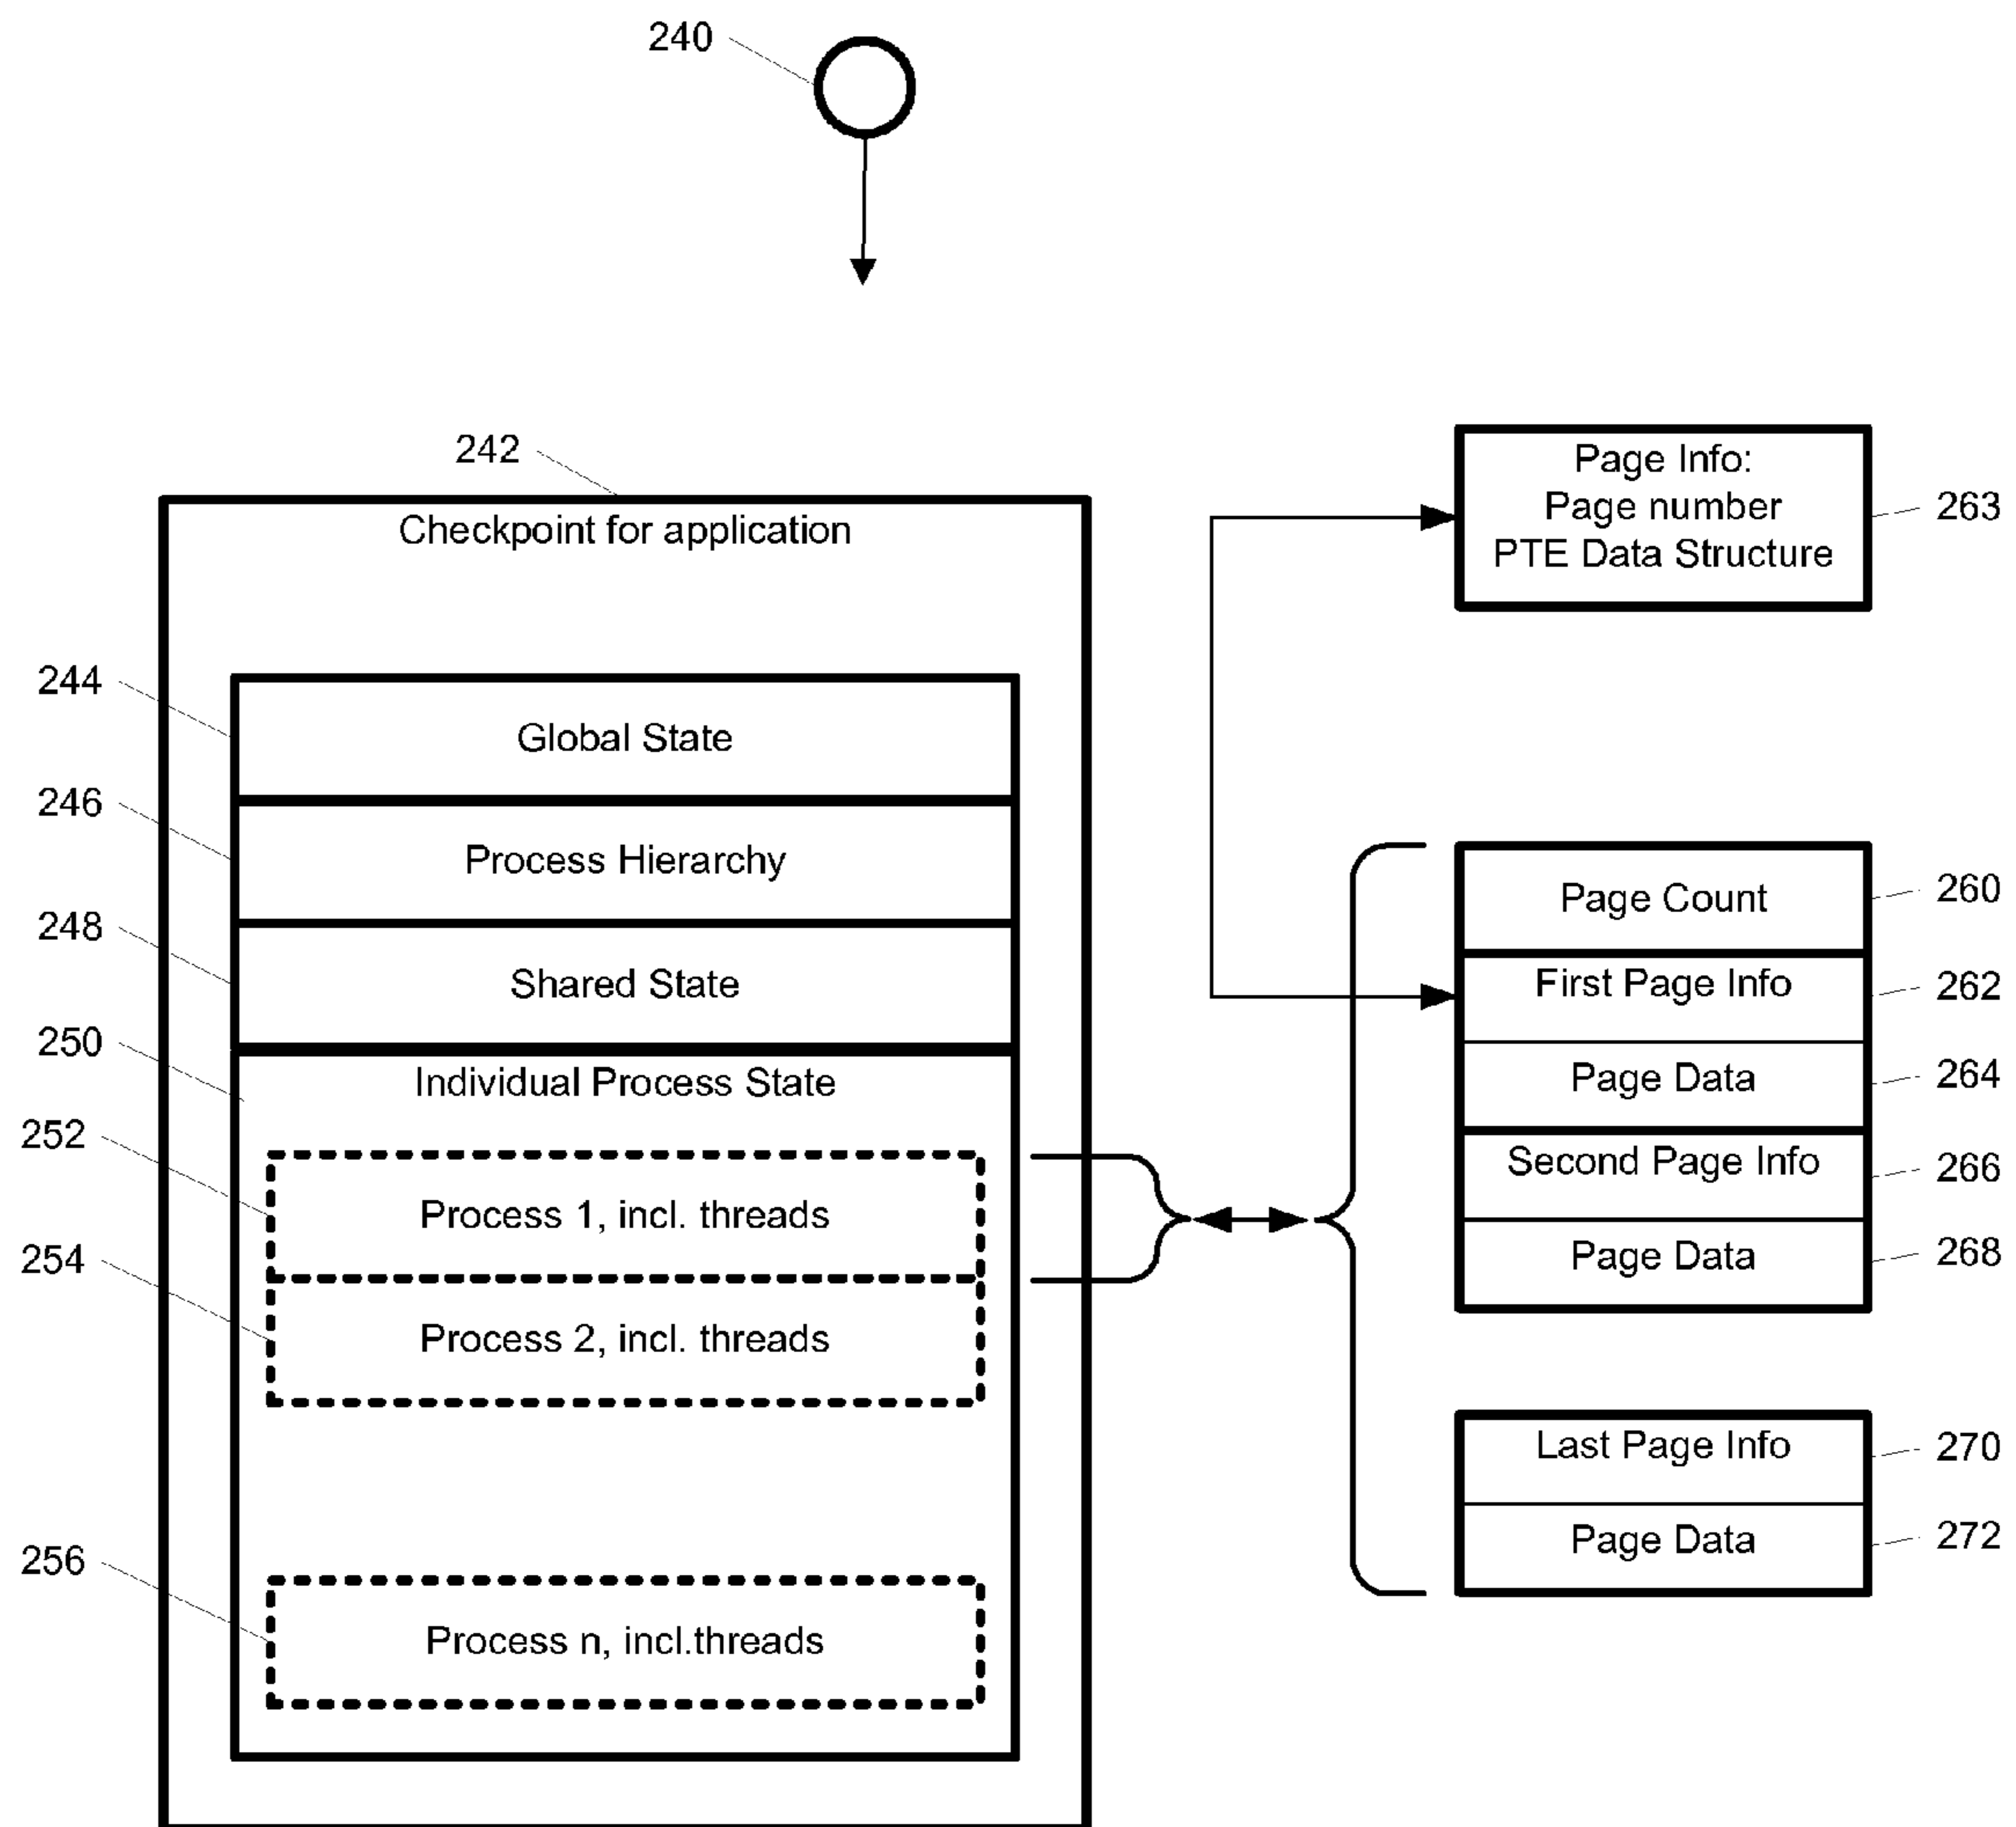 240
242
Checkpoint for application
244
Global State
246
Process Hierarchy
248
Shared State
250
Individual Process State
252
Process 1, incl. threads
254
Process 2, incl. threads
256
Process n, incl.threads
Page Info:
Page number
PTE Data Structure
263
Page Count
260
First Page Info
262
Page Data
264
Second Page Info
266
Page Data
268
Last Page Info
270
Page Data
272